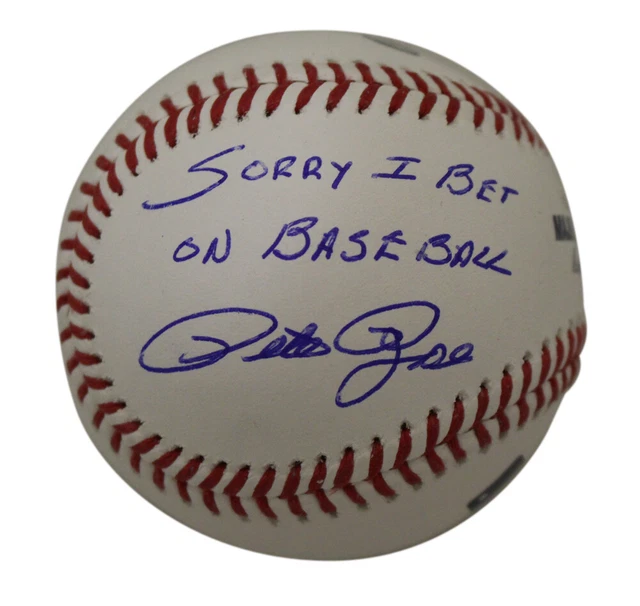 SORRY I BET
ON BASEBALL
Pete Rose